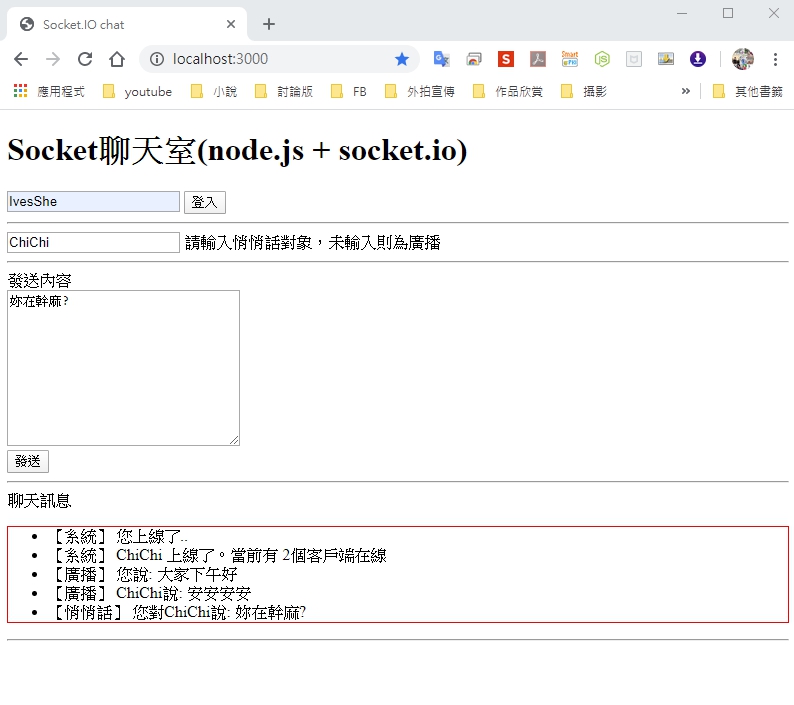 Socket.IO chat
localhost:3000
應用程式 youtube 小說 討論版 FB 外拍宣傳 作品欣賞 攝影 » 其他書籤
Socket聊天室(node.js + socket.io)
IvesShe 登入
ChiChi 請輸入悄悄話對象，未輸入則為廣播
發送內容
妳在幹麻?
發送
聊天訊息
【系統】 您上線了..
【系統】 ChiChi 上線了。當前有 2個客戶端在線
【廣播】 您說: 大家下午好
【廣播】 ChiChi說: 安安安安
【悄悄話】 您對ChiChi說: 妳在幹麻?